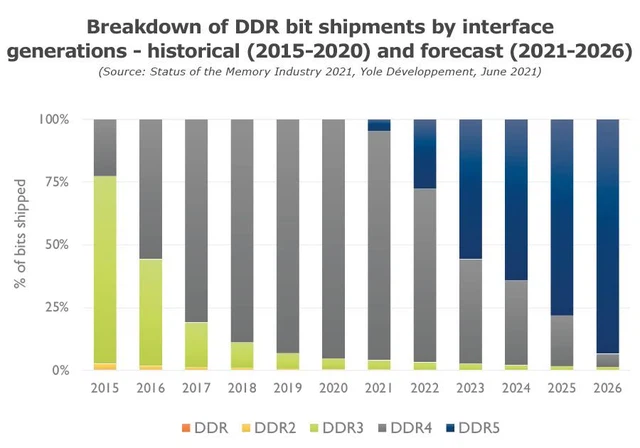 Breakdown of DDR bit shipments by interface
generations - historical (2015-2020) and forecast (2021-2026)
(Source: Status of the Memory Industry 2021, Yole Développement, June 2021)
100%
75%
50%
25%
0%
% of bits shipped
2015 2016 2017 2018 2019 2020 2021 2022 2023 2024 2025 2026
DDR DDR2 DDR3 DDR4 DDR5